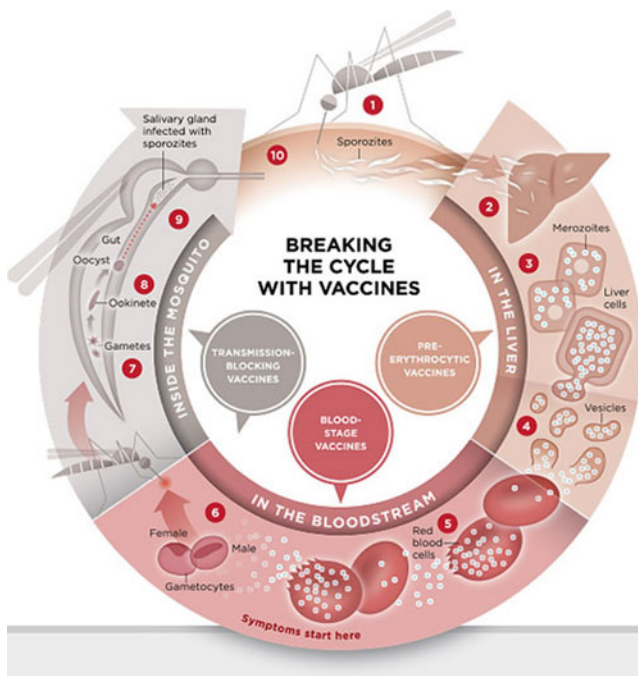 1
Salivary gland
infected with
sporozites
10
Sporozites
2
9
BREAKING
THE CYCLE
WITH VACCINES
Merozoites
3
Gut
Oocyst
8
Liver
cells
Ookinete
INSIDE THE MOSQUITO
IN THE LIVER
Gametes
7
TRANSMISSION-
BLOCKING
VACCINES
PRE-
ERYTHROCYTIC
VACCINES
BLOOD-
STAGE
VACCINES
4
Vesicles
IN THE BLOODSTREAM
6
5
Female
Male
Gametocytes
Red
blood
cells
Symptoms start here